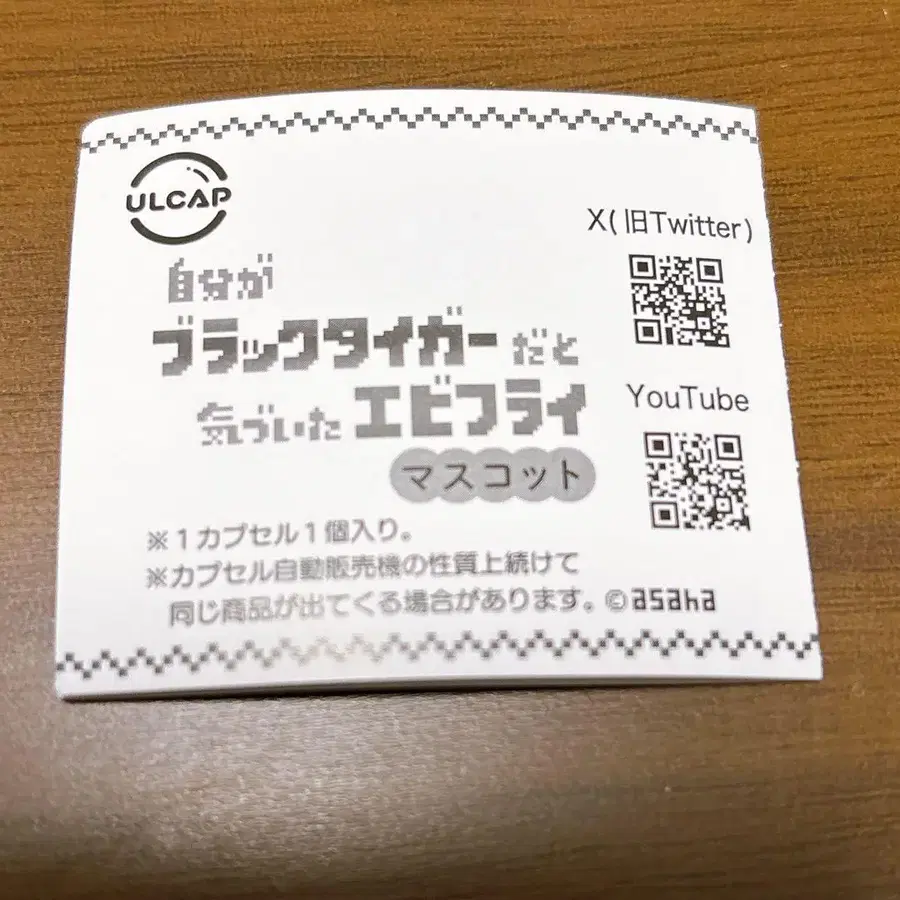 ULCAP
自分が
ブラックタイガーだと
気づいたエビフライ
マスコット
X(旧Twitter)
YouTube
※1カプセル1個入り。
※カプセル自動販売機の性質上続けて
同じ商品が出てくる場合があります。©asaha